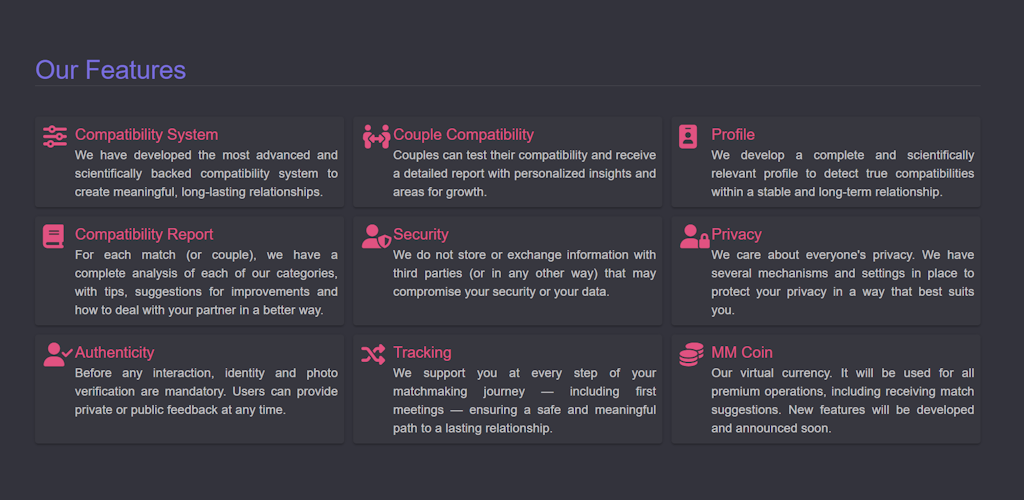 Our Features
Compatibility System
We have developed the most advanced and
scientifically backed compatibility system to
create meaningful, long-lasting relationships.
Couple Compatibility
Couples can test their compatibility and receive
a detailed report with personalized insights and
areas for growth.
Profile
We develop a complete and scientifically
relevant profile to detect true compatibilities
within a stable and long-term relationship.
Compatibility Report
For each match (or couple), we have a
complete analysis of each of our categories,
with tips, suggestions for improvements and
how to deal with your partner in a better way.
Security
We do not store or exchange information with
third parties (or in any other way) that may
compromise your security or your data.
Privacy
We care about everyone's privacy. We have
several mechanisms and settings in place to
protect your privacy in a way that best suits
you.
Authenticity
Before any interaction, identity and photo
verification are mandatory. Users can provide
private or public feedback at any time.
Tracking
We support you at every step of your
matchmaking journey — including first
meetings — ensuring a safe and meaningful
path to a lasting relationship.
MM Coin
Our virtual currency. It will be used for all
premium operations, including receiving match
suggestions. New features will be developed
and announced soon.